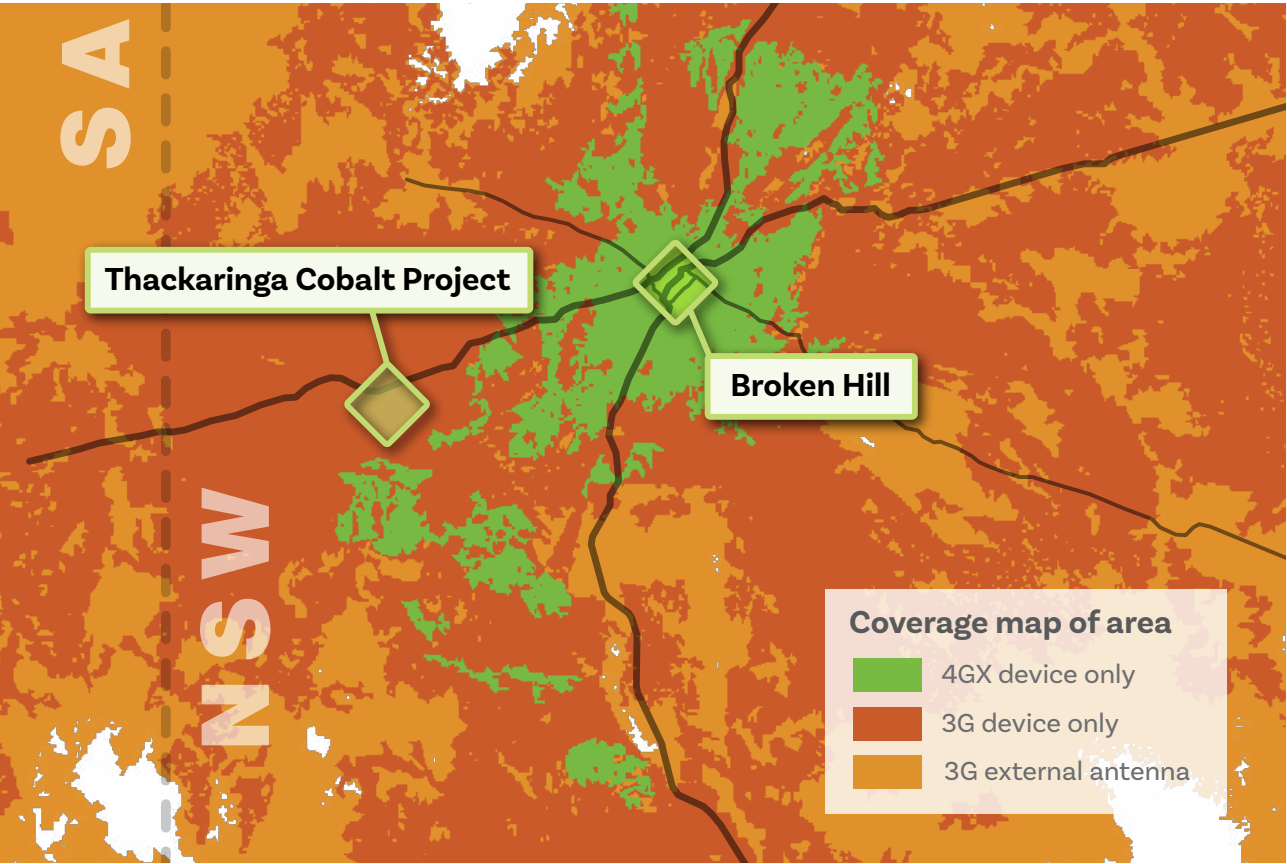 SA
Thackaringa Cobalt Project
Broken Hill
NSW
Coverage map of area
4GX device only
3G device only
3G external antenna